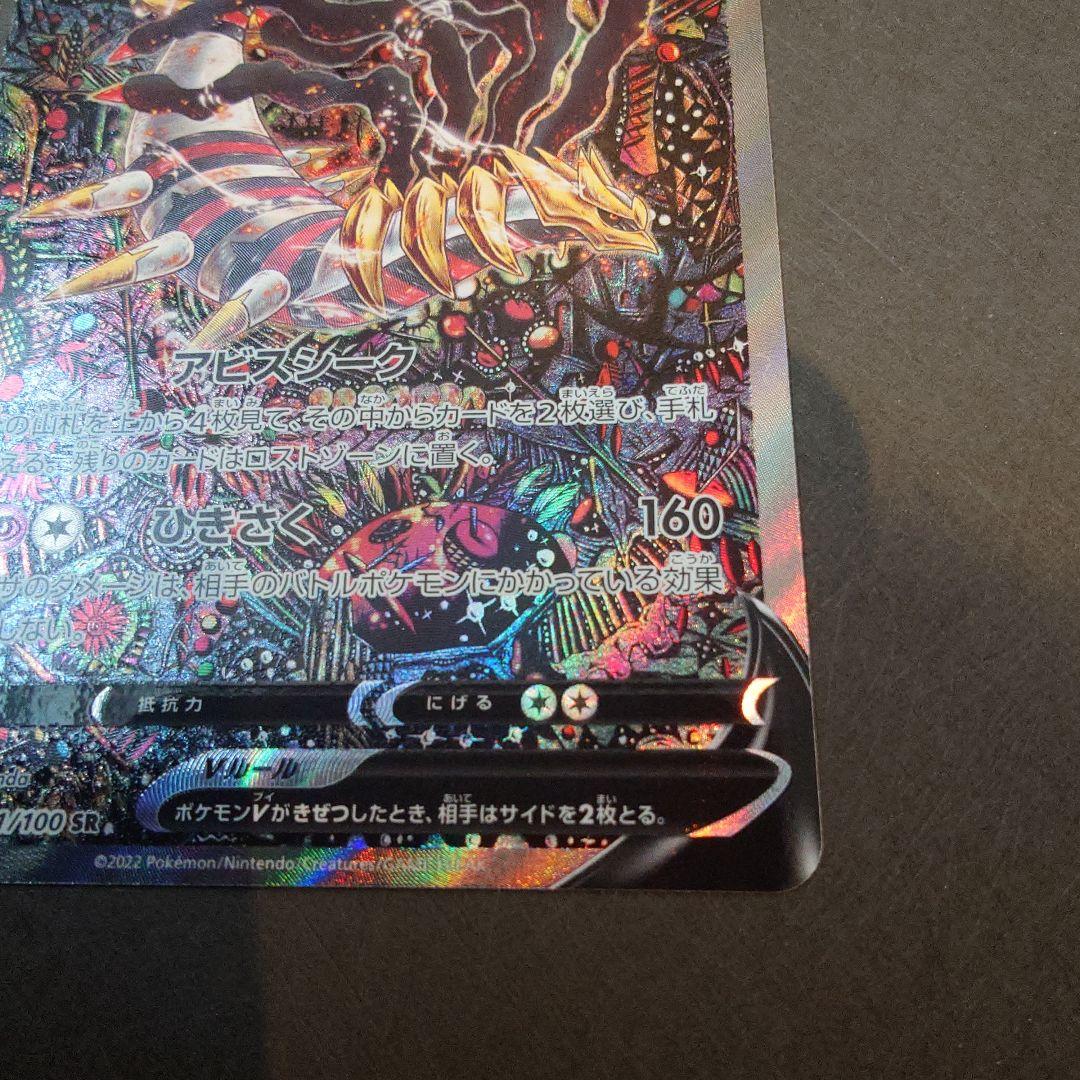 アビスシーク
の山札を上から4枚見て、その中からカードを2枚選び、手札
える。残りのカードはロストゾーンに置く。
ひきさく 160
ザのダメージは、相手のバトルポケモンにかかっている効果
しない。
抵抗力 にげる
Vルール
ポケモンVがきぜつしたとき、相手はサイドを2枚とる。
1/100 SR
©2022 Pokémon/Nintendo/Creatures/GAME FREAK